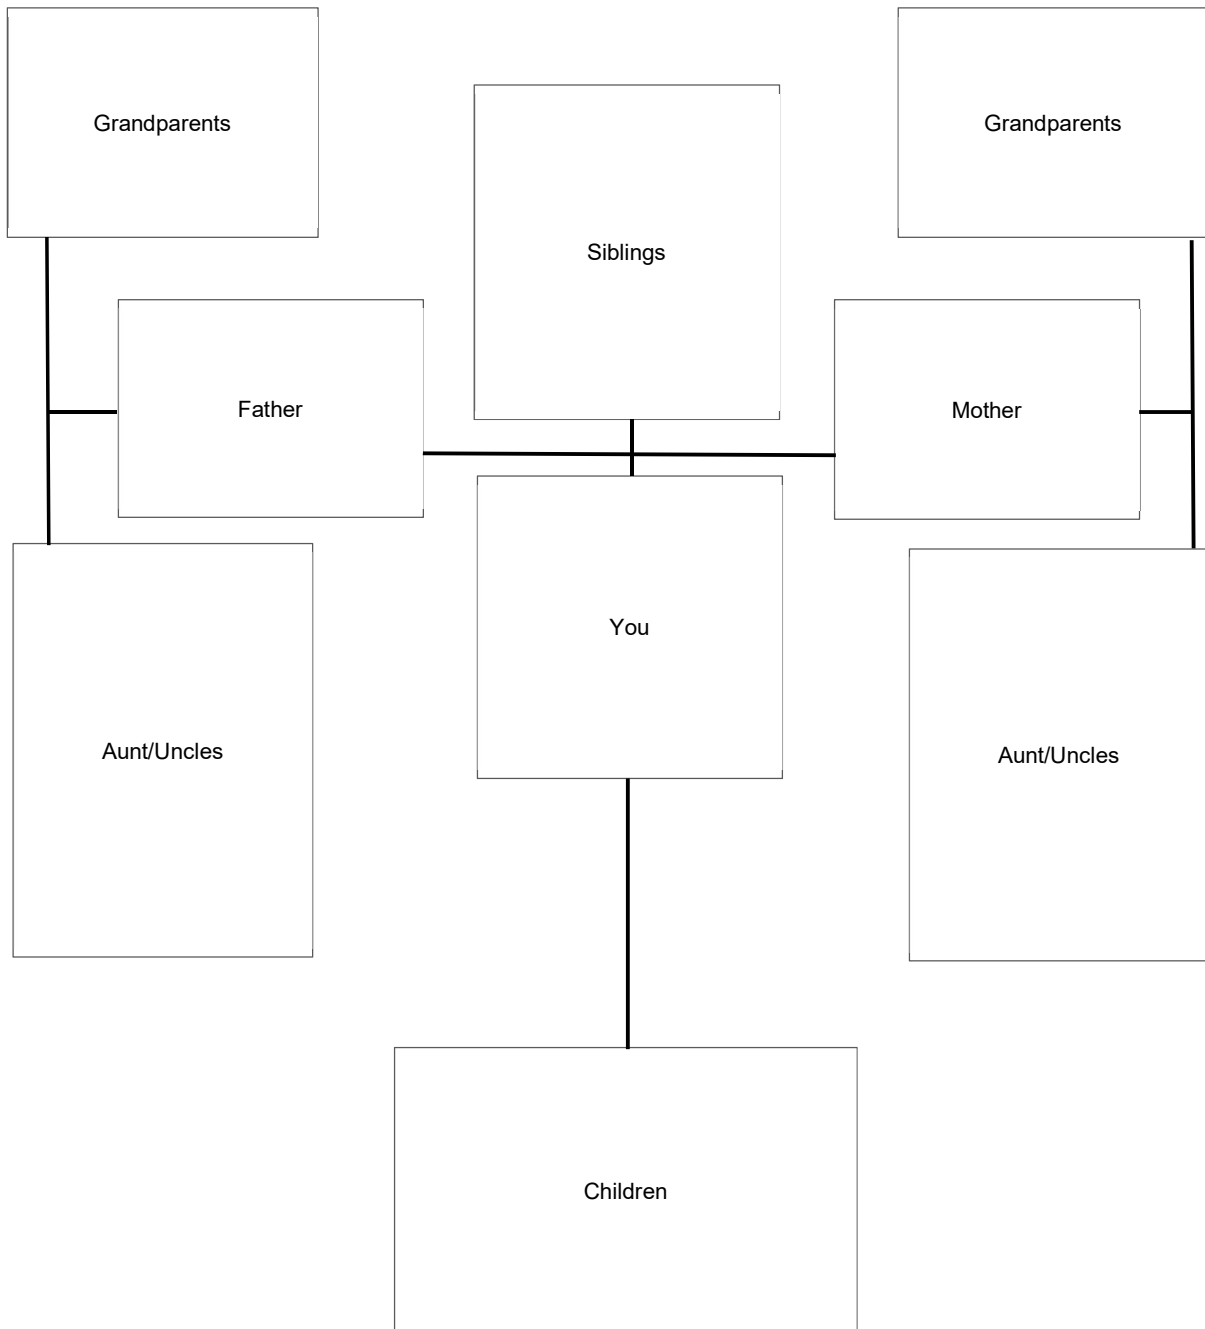 Grandparents
Grandparents
Siblings
Father
Mother
You
Aunt/Uncles
Aunt/Uncles
Children